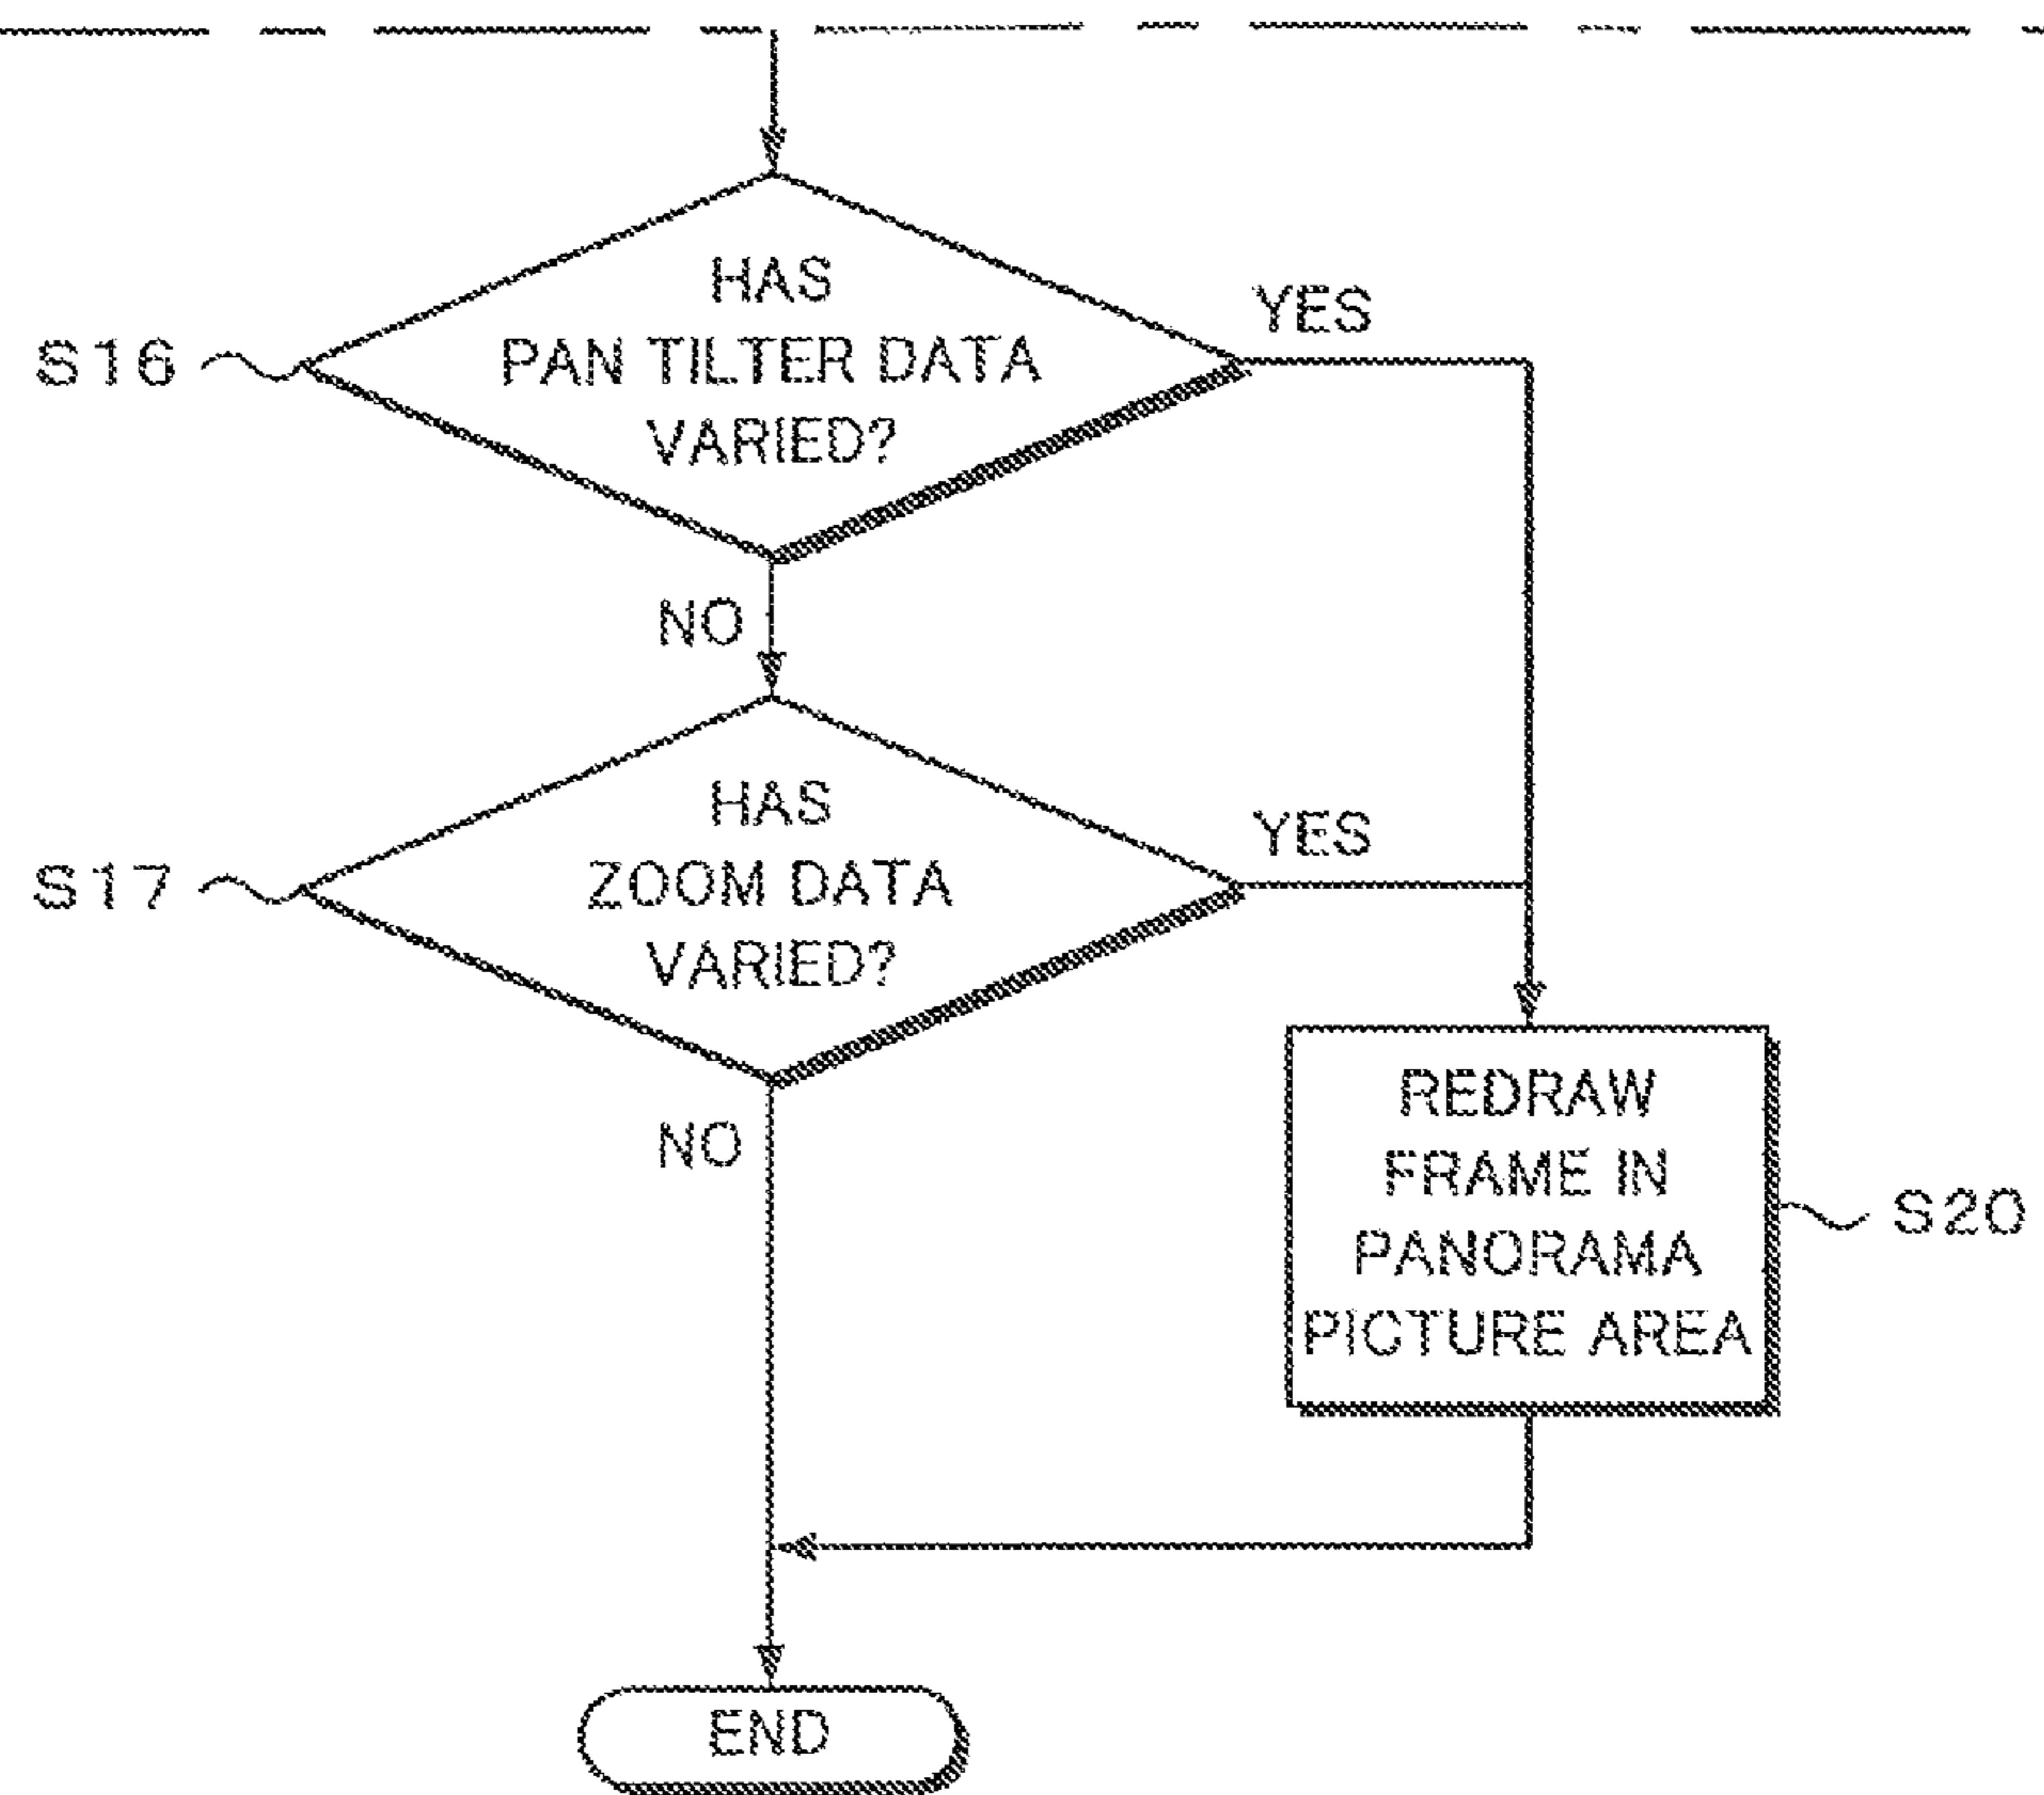 HAS
PAN TILTER DATA
VARIED?
YES
S16
NO
HAS
ZOOM DATA
VARIED?
YES
S17
NO
REDRAW
FRAME IN
PANORAMA
PICTURE AREA
S20
END